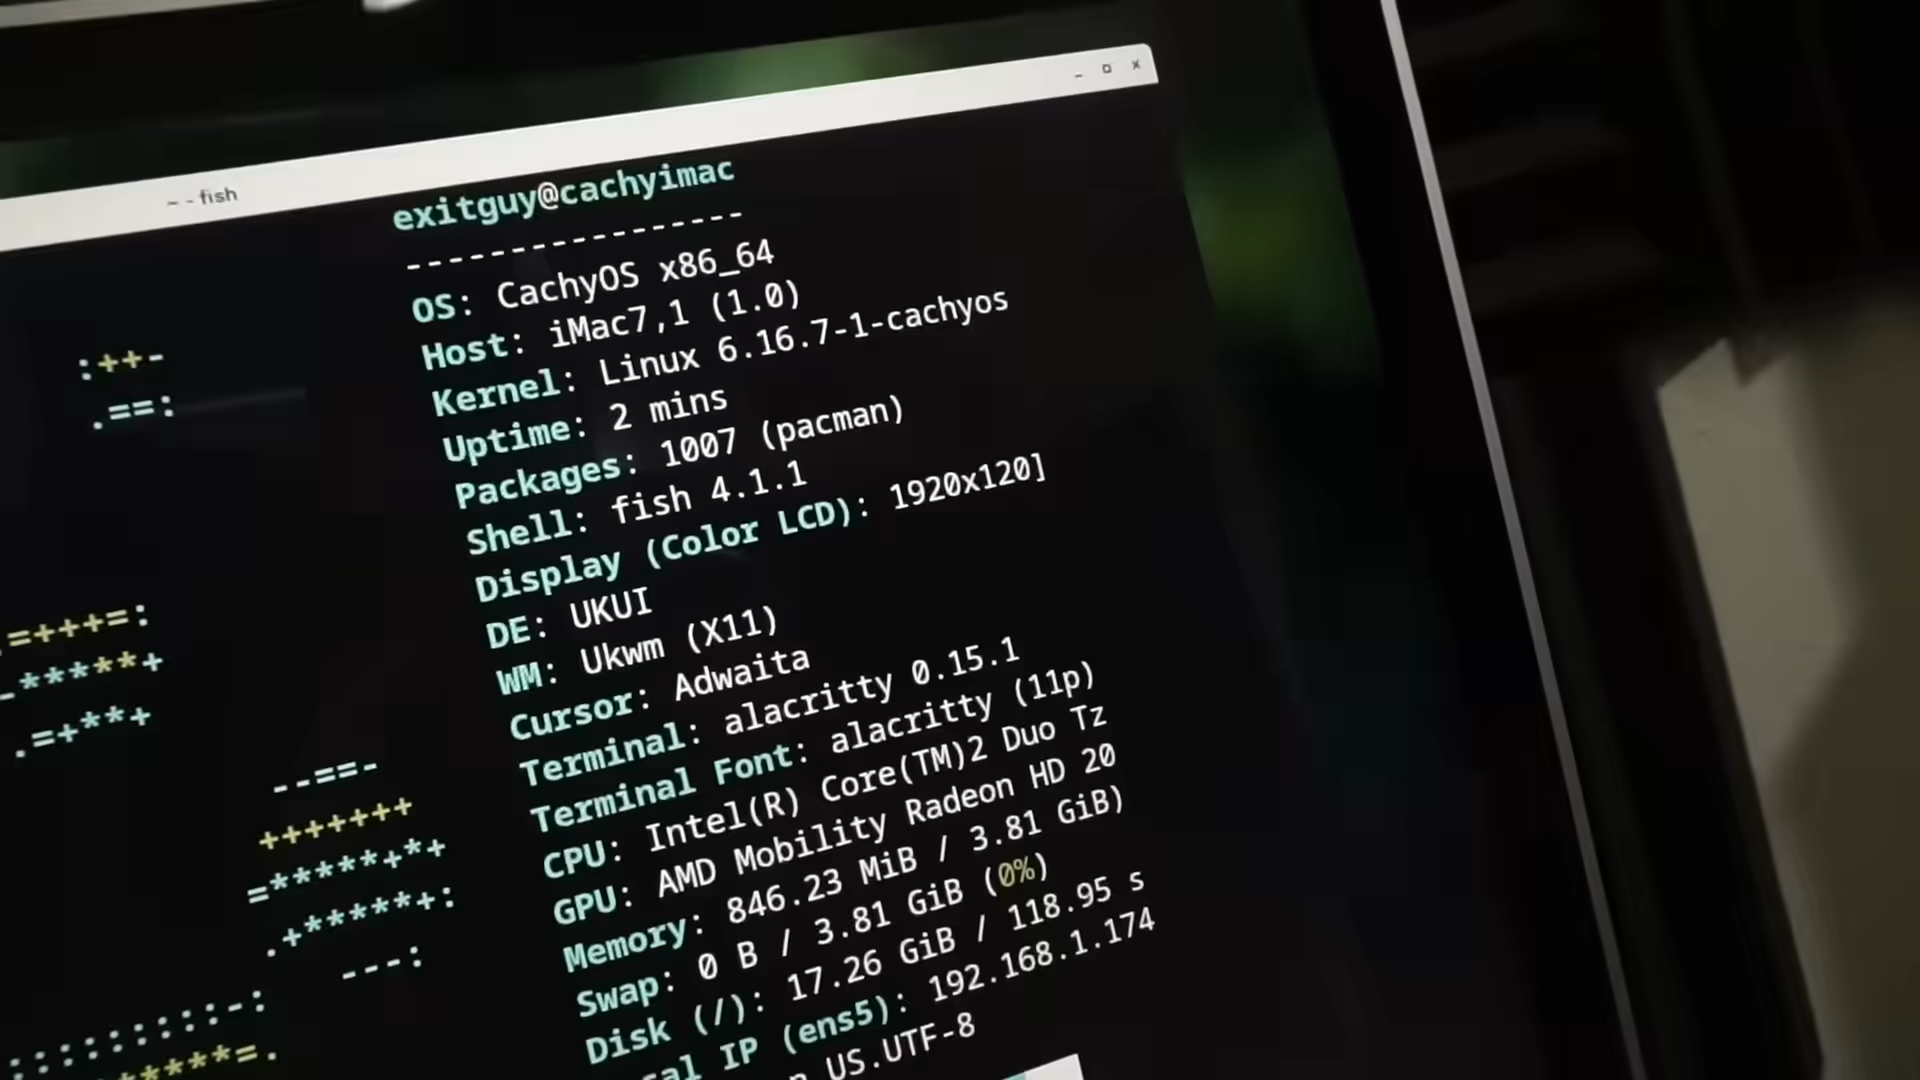 ~ - fish
exitguy@cachyimac
----------------
OS: CachyOS x86_64
Host: iMac7,1 (1.0)
Kernel: Linux 6.16.7-1-cachyos
Uptime: 2 mins
Packages: 1007 (pacman)
Shell: fish 4.1.1
Display (Color LCD): 1920x120]
DE: UKUI
WM: Ukwm (X11)
Cursor: Adwaita
Terminal: alacritty 0.15.1
Terminal Font: alacritty (11p)
CPU: Intel(R) Core(TM)2 Duo Tz
GPU: AMD Mobility Radeon HD 20
Memory: 846.23 MiB / 3.81 GiB)
Swap: 0 B / 3.81 GiB (0%)
Disk (/): 17.26 GiB / 118.95 s
cal IP (ens5): 192.168.1.174
n_US.UTF-8